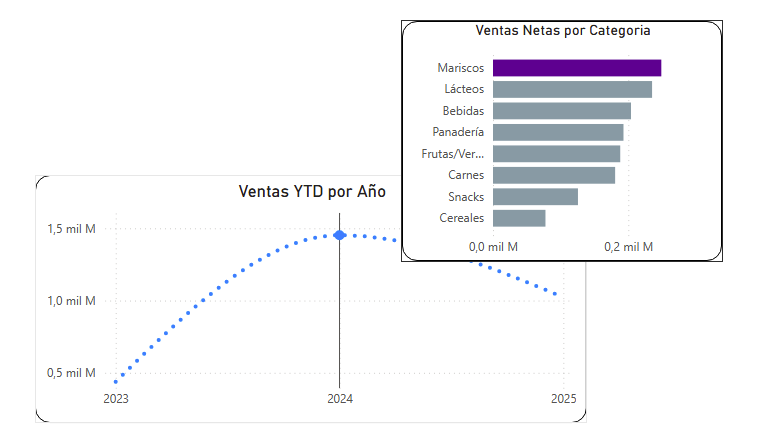 Ventas Netas por Categoria
Mariscos
Lácteos
Bebidas
Panadería
Frutas/Ver...
Carnes
Snacks
Cereales
0,0 mil M
0,2 mil M
Ventas YTD por Año
1,5 mil M
1,0 mil M
0,5 mil M
2023
2024
2025